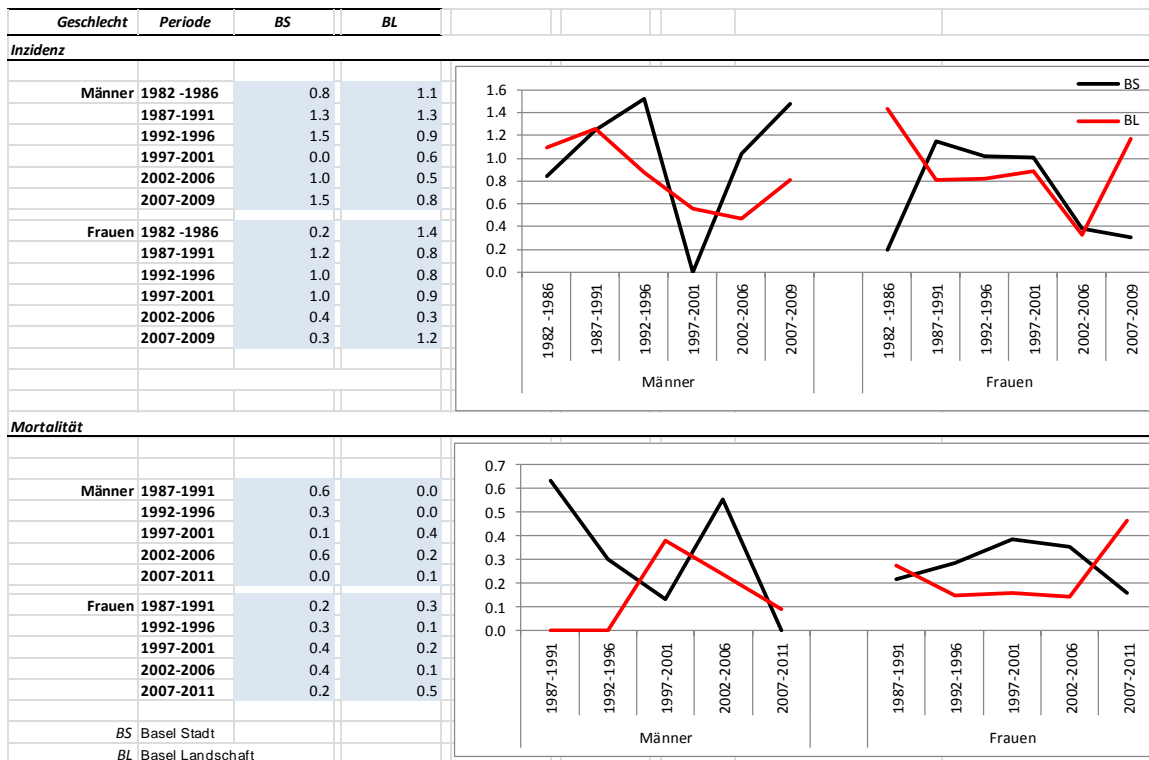 Geschlecht Periode BS BL
Inzidenz
Männer 1982 -1986 0.8 1.1
1987-1991 1.3 1.3
1992-1996 1.5 0.9
1997-2001 0.0 0.6
2002-2006 1.0 0.5
2007-2009 1.5 0.8
Frauen 1982 -1986 0.2 1.4
1987-1991 1.2 0.8
1992-1996 1.0 0.8
1997-2001 1.0 0.9
2002-2006 0.4 0.3
2007-2009 0.3 1.2
BS
BL
1.6
1.4
1.2
1.0
0.8
0.6
0.4
0.2
0.0
1982 -1986 1987-1991 1992-1996 1997-2001 2002-2006 2007-2009 1982 -1986 1987-1991 1992-1996 1997-2001 2002-2006 2007-2009
Männer Frauen
Mortalität
Männer 1987-1991 0.6 0.0
1992-1996 0.3 0.0
1997-2001 0.1 0.4
2002-2006 0.6 0.2
2007-2011 0.0 0.1
Frauen 1987-1991 0.2 0.3
1992-1996 0.3 0.1
1997-2001 0.4 0.2
2002-2006 0.4 0.1
2007-2011 0.2 0.5
0.7
0.6
0.5
0.4
0.3
0.2
0.1
0.0
1987-1991 1992-1996 1997-2001 2002-2006 2007-2011 1987-1991 1992-1996 1997-2001 2002-2006 2007-2011
Männer Frauen
BS Basel Stadt
BL Basel Landschaft